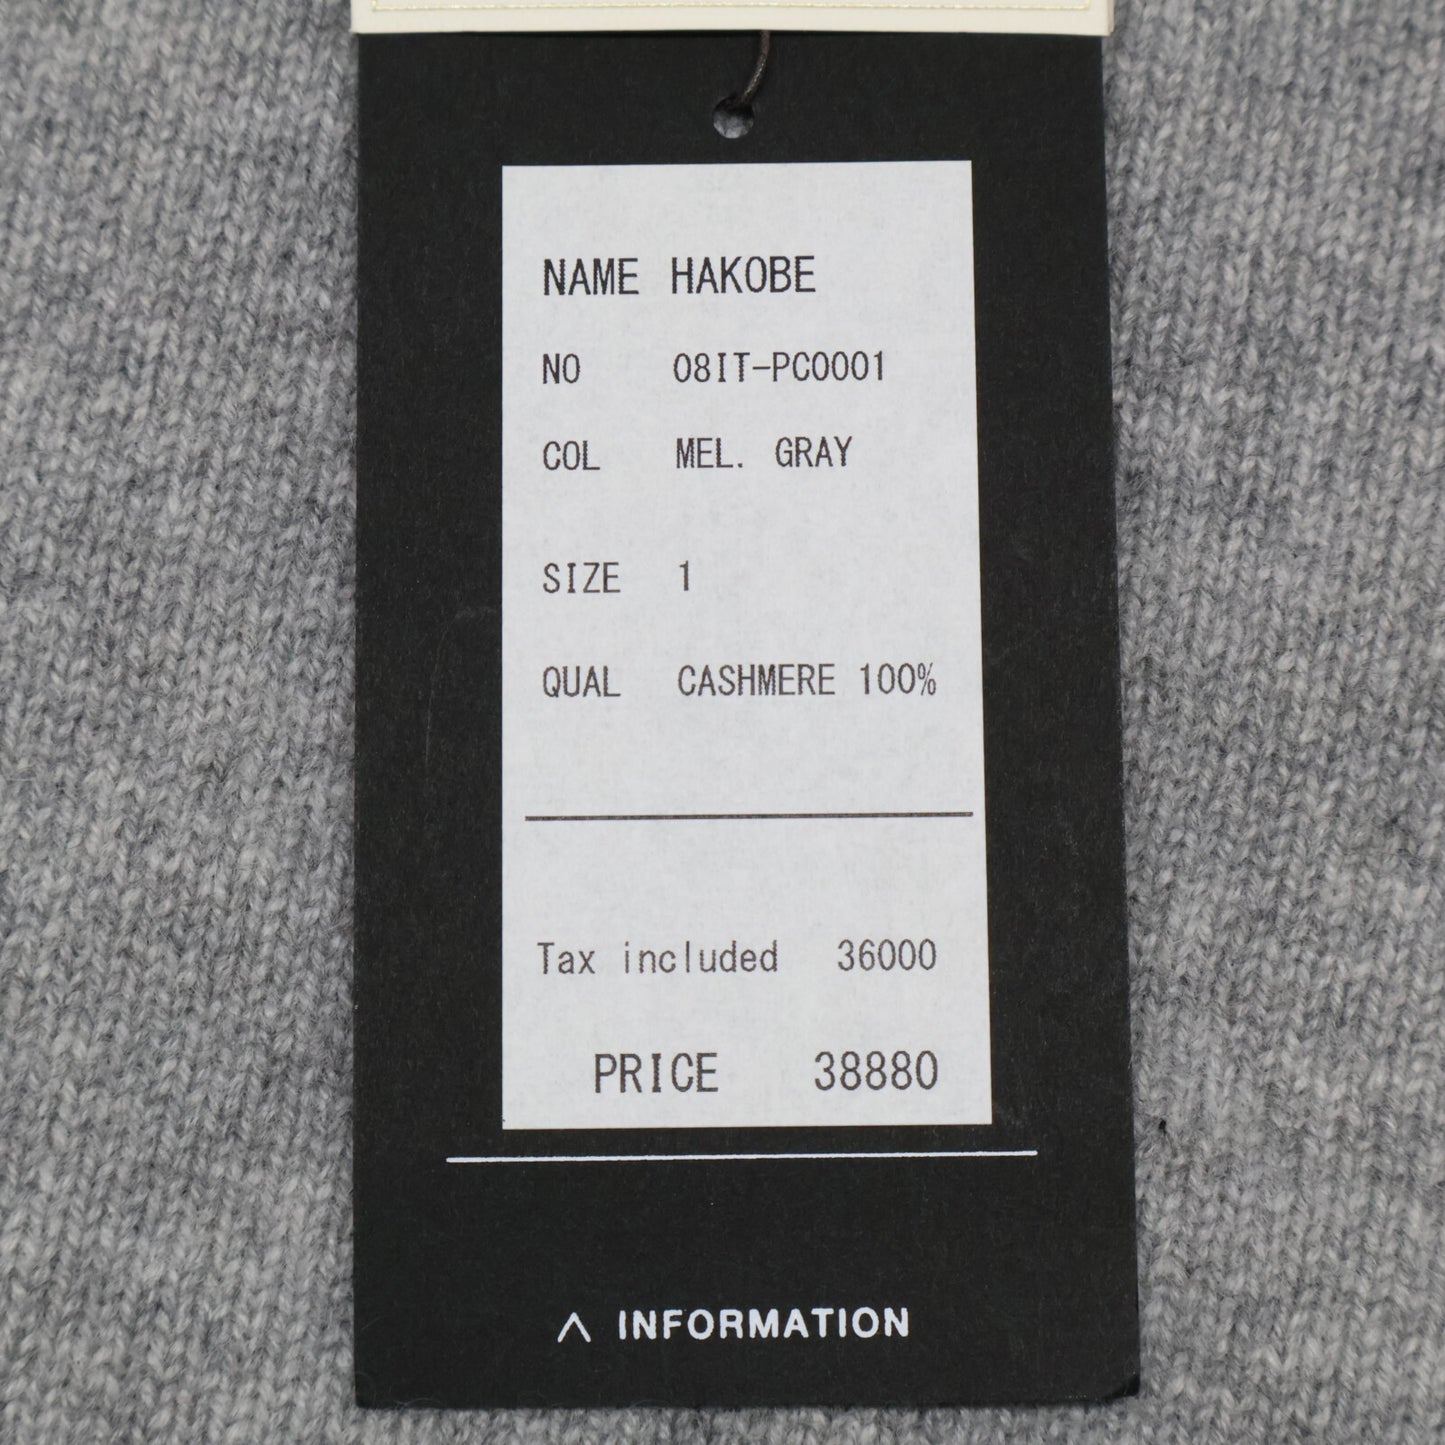 NAME HAKOBE
NO 08IT-PC0001
COL MEL. GRAY
SIZE 1
QUAL CASHMERE 100%
Tax included 36000
PRICE 38880
∧ INFORMATION